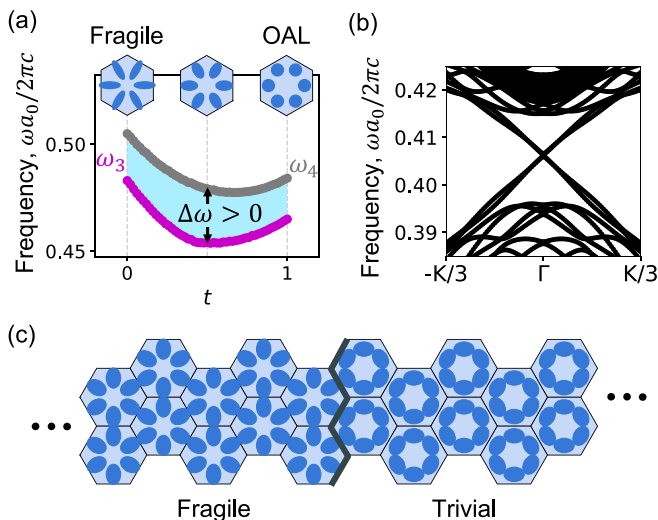 (a)
Fragile OAL
Frequency, ωa₀/2πc
0.50
0.45
ω₃
ω₄
Δω > 0
0 1
t
(b)
Frequency, ωa₀/2πc
0.42
0.41
0.40
0.39
-K/3 Γ K/3
(c)
••• •••
Fragile Trivial